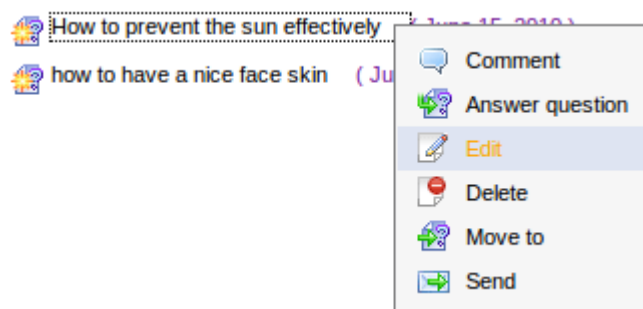 How to prevent the sun effectively
how to have a nice face skin ( Ju
Comment
Answer question
Edit
Delete
Move to
Send